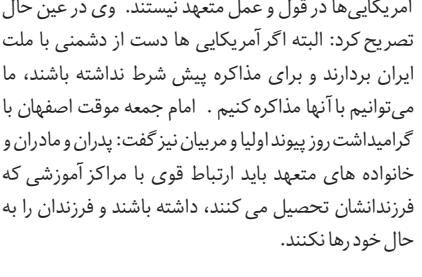 آمریکایی‌ها در قول و عمل متعهد نیستند. وی در عین حال
تصریح کرد: البته اگر آمریکایی ها دست از دشمنی با ملت
ایران بردارند و برای مذاکره پیش شرط نداشته باشند، ما
می‌توانیم با آنها مذاکره کنیم . امام جمعه موقت اصفهان با
گرامیداشت روز پیوند اولیا و مربیان نیز گفت: پدران و مادران و
خانواده های متعهد باید ارتباط قوی با مراکز آموزشی که
فرزندانشان تحصیل می کنند، داشته باشند و فرزندان را به
حال خود رها نکنند.